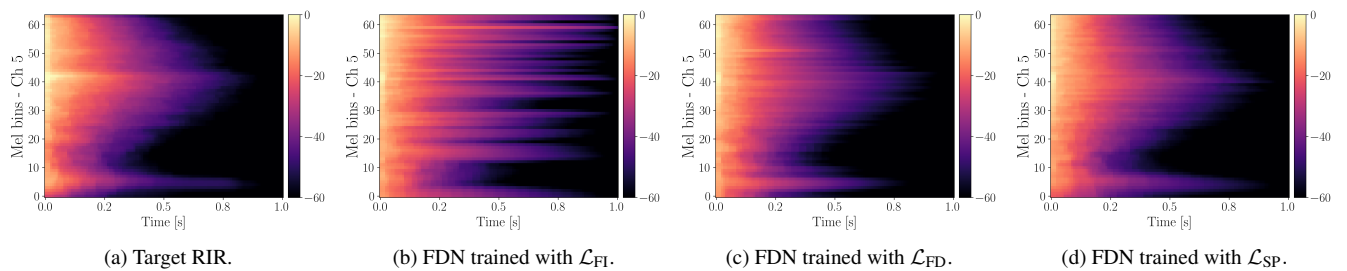 60
50
40
30
20
10
0
Mel bins - Ch 5
0.0 0.2 0.5 0.8 1.0
Time [s]
0
−20
−40
−60
(a) Target RIR.
60
50
40
30
20
10
0
Mel bins - Ch 5
0.0 0.2 0.5 0.8 1.0
Time [s]
0
−20
−40
−60
(b) FDN trained with ℒFI.
60
50
40
30
20
10
0
Mel bins - Ch 5
0.0 0.2 0.5 0.8 1.0
Time [s]
0
−20
−40
−60
(c) FDN trained with ℒFD.
60
50
40
30
20
10
0
Mel bins - Ch 5
0.0 0.2 0.5 0.8 1.0
Time [s]
0
−20
−40
−60
(d) FDN trained with ℒSP.